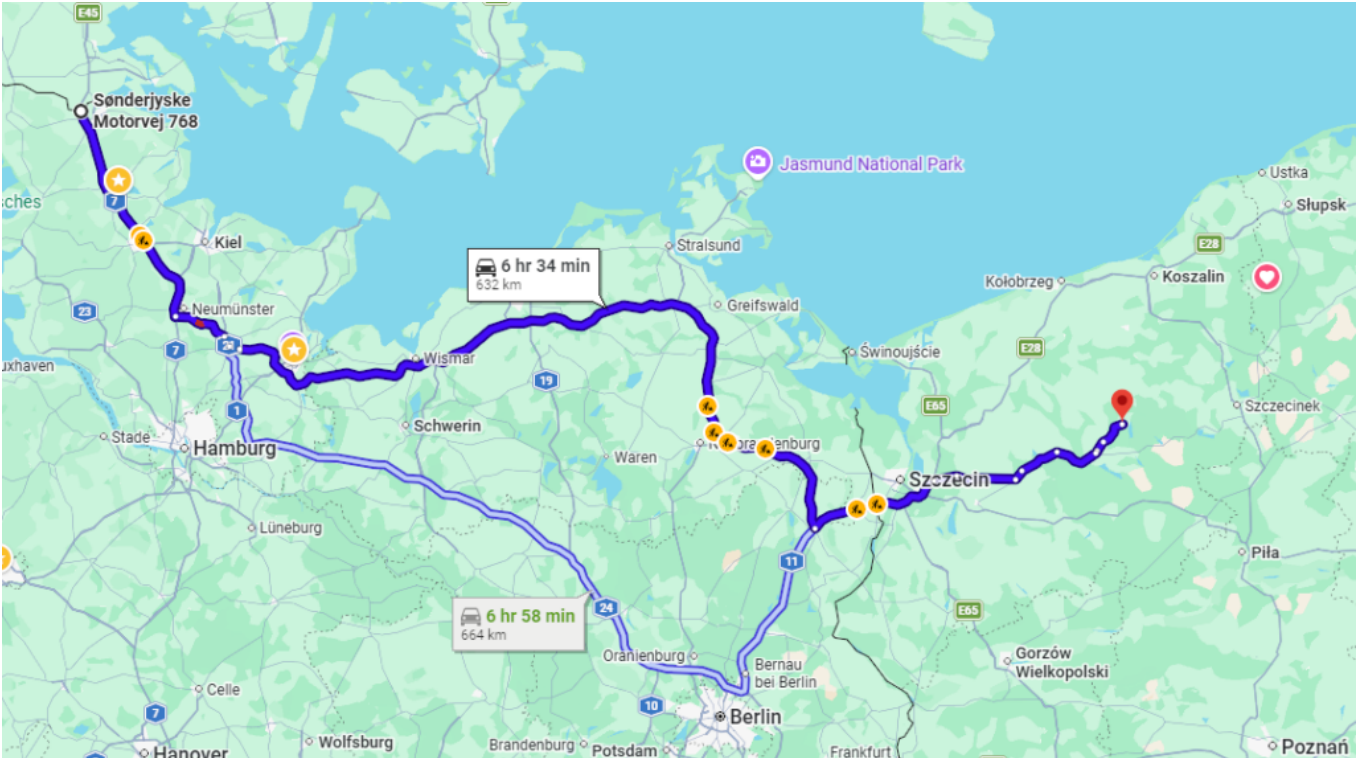 E45
Sønderjyske
Motorvej 768
Jasmund National Park
Ustka
Słupsk
sches
7
Kiel
Stralsund
E28
6 hr 34 min
632 km
Koszalin
Kołobrzeg
Greifswald
23
Neumünster
21
7
Świnoujście
E28
Wismar
uxhaven
19
1
E65
Szczecinek
Schwerin
Stade
Hamburg
Waren
Szczecin
Lüneburg
Piła
11
6 hr 58 min
664 km
24
E65
Oranienburg
Bernau
bei Berlin
Gorzów
Wielkopolski
Celle
7
10
Berlin
Wolfsburg
Brandenburg
Potsdam
Frankfurt
Hanover
Poznań